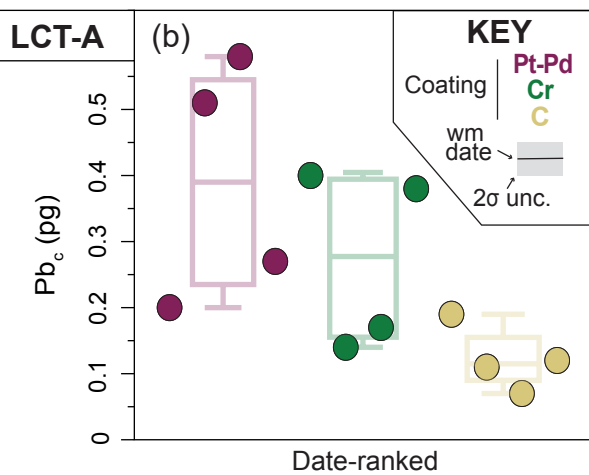 LCT-A
(b)
KEY
Coating
Pt-Pd
Cr
C
wm
date
2σ unc.
Pb_c (pg)
0.5
0.4
0.3
0.2
0.1
0
Date-ranked